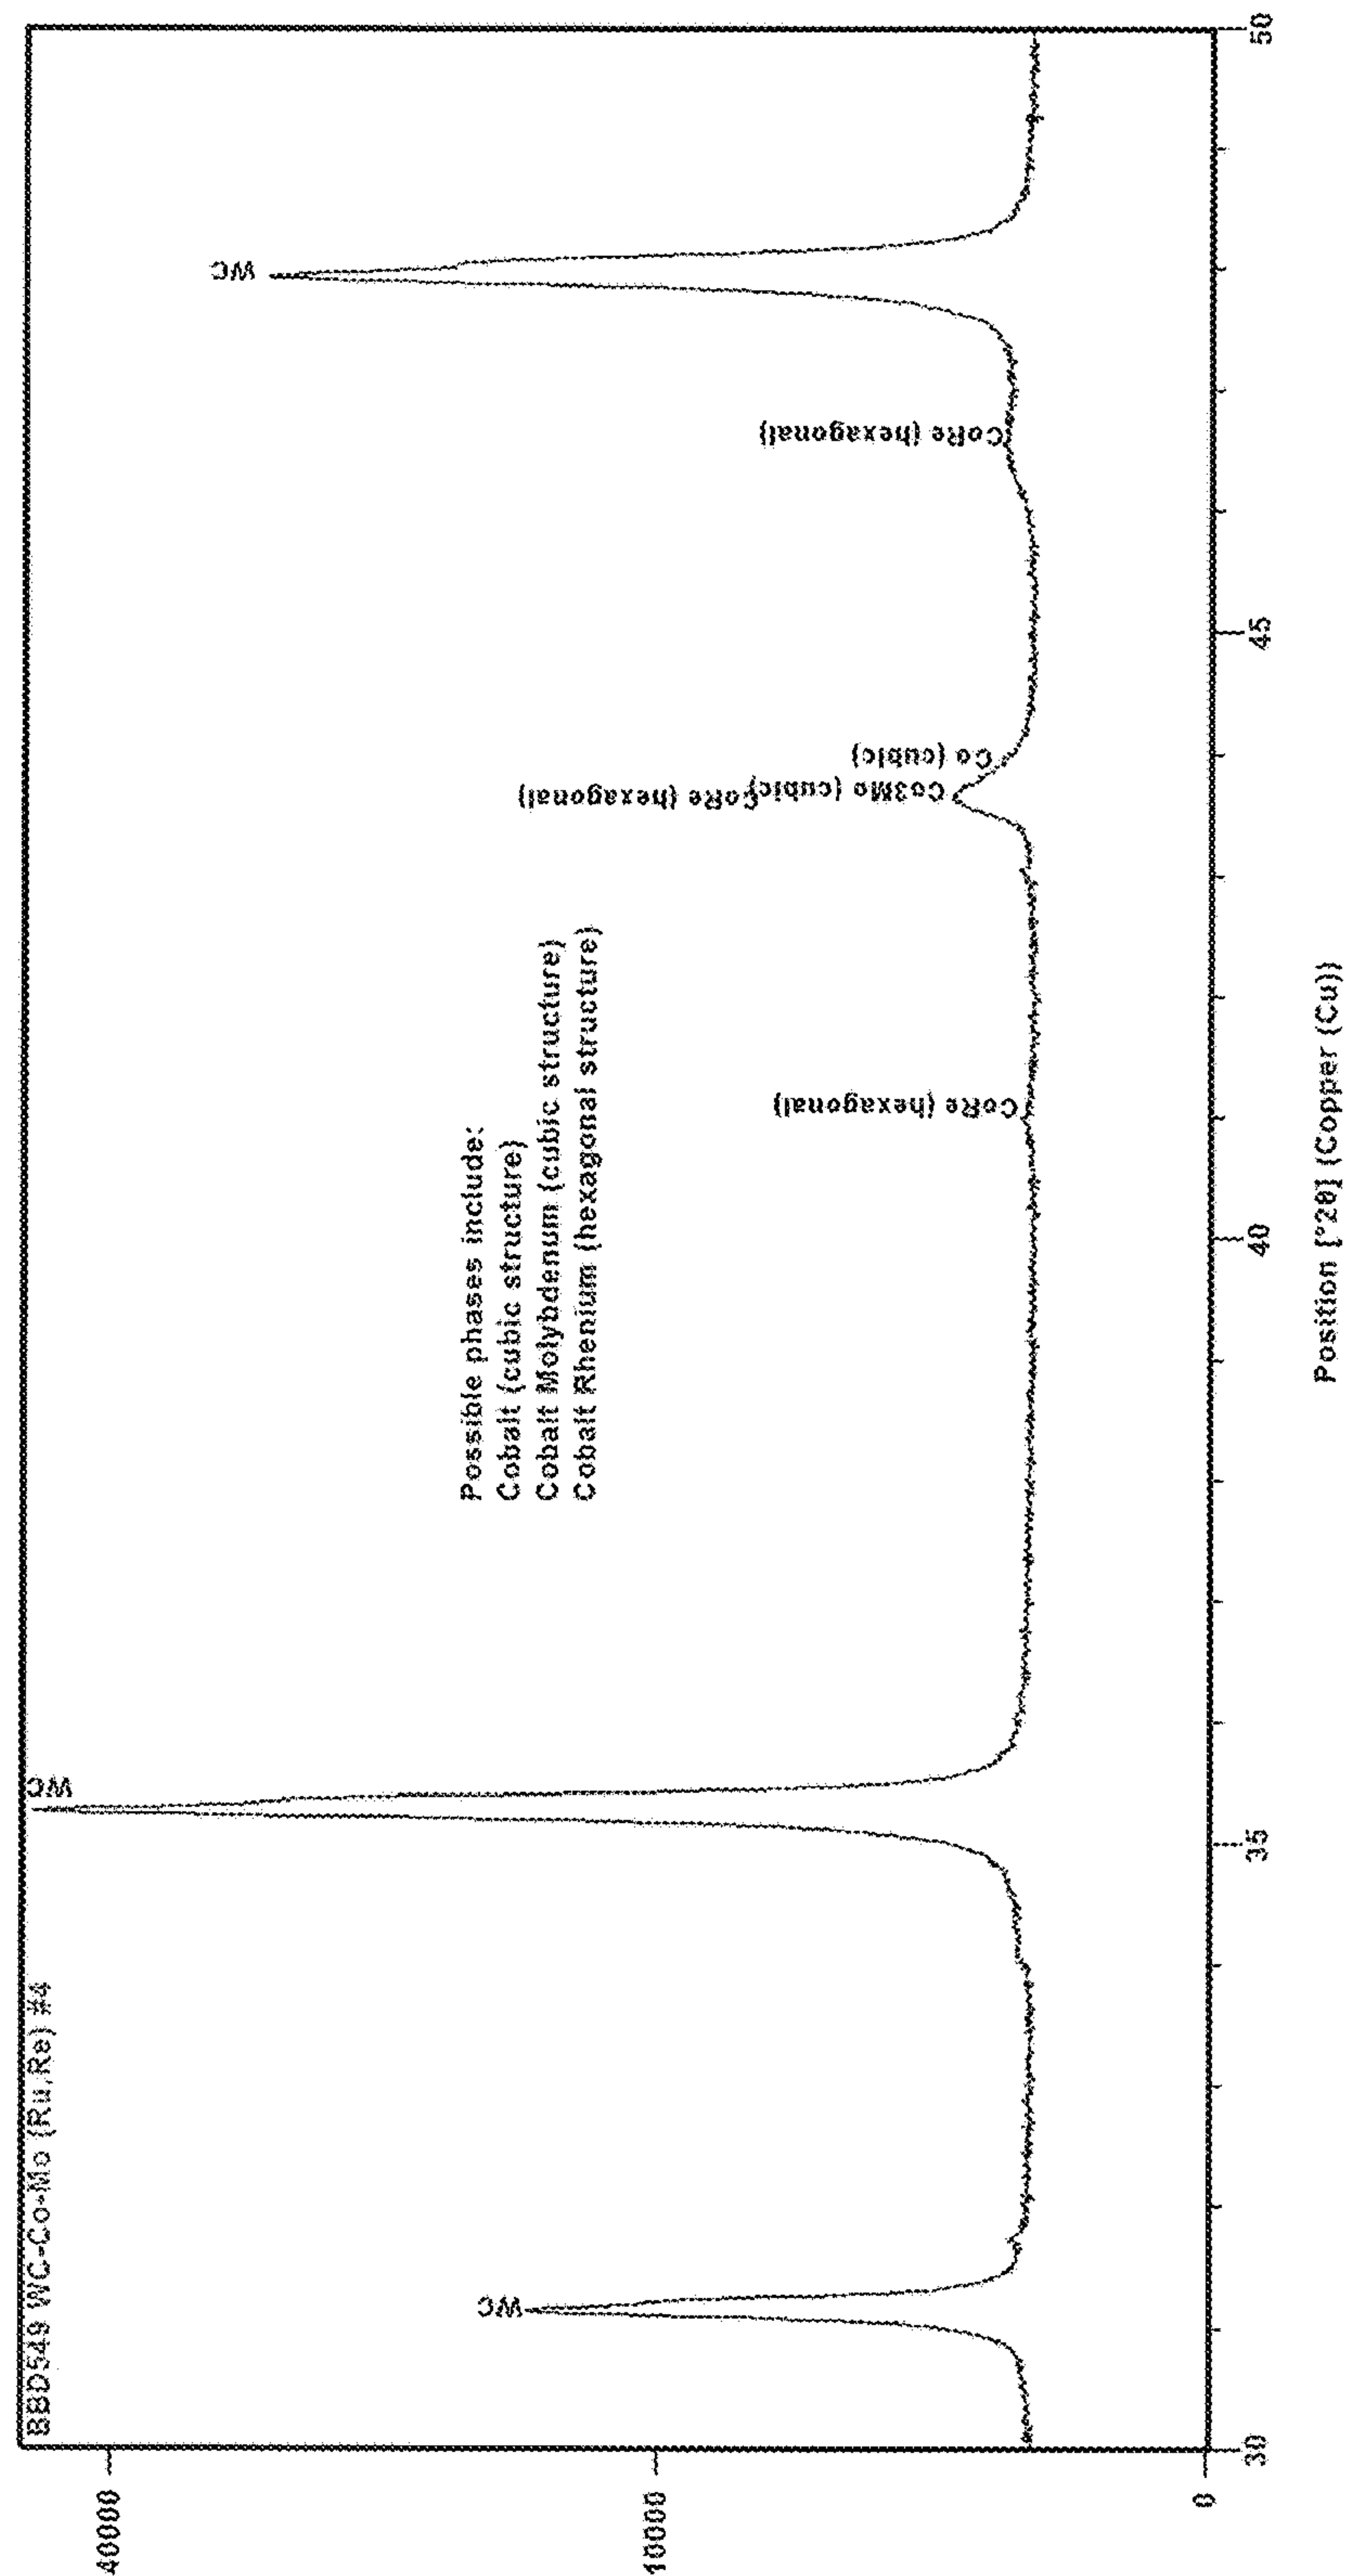 BBD549 WC-Co-Mo (Ru,Re) #4
40000
10000
0
WC
WC
WC
Possible phases include:
Cobalt (cubic structure)
Cobalt Molybdenum (cubic structure)
Cobalt Rhenium (hexagonal structure)
CoRe (hexagonal)
CoRe (hexagonal)
Co3Mo (cubic)
Co (cubic)
CoRe (hexagonal)
30
35
40
45
50
Position [°2θ] (Copper (Cu))